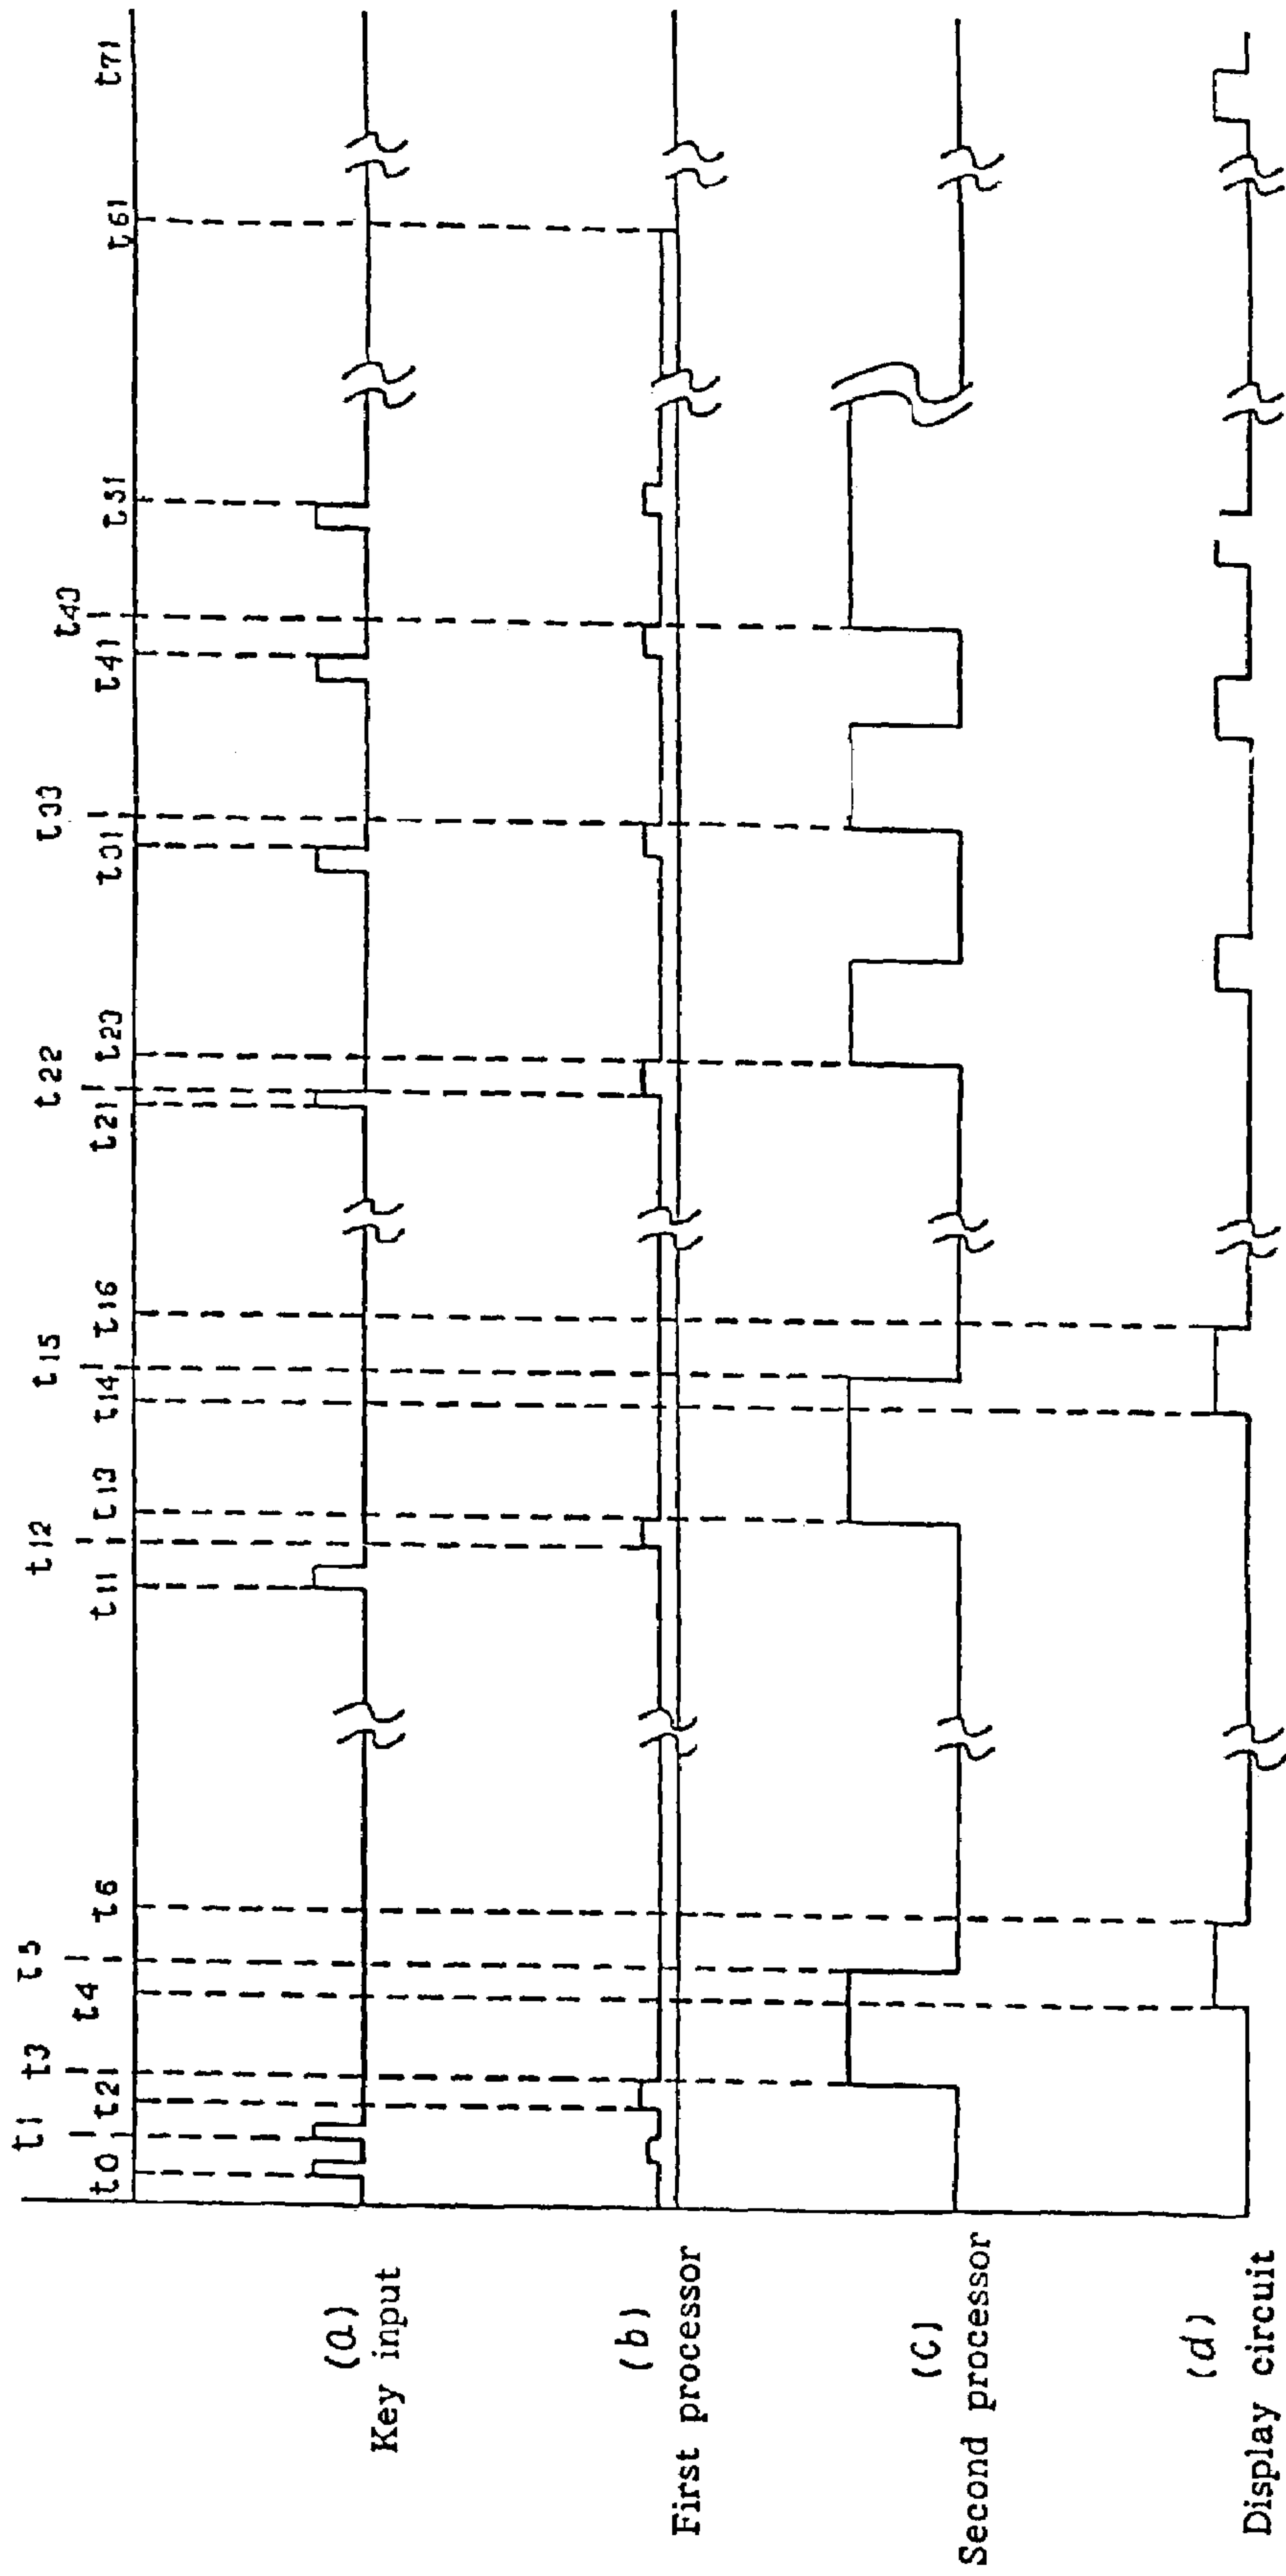 t1 t3 t5 t12 t15 t22 t33 t43
t0 t21 t4 t6 t11 t13 t14 t16 t21 t23 t31 t41 t51 t61 t71
(a)
Key input
(b)
First processor
(C)
Second processor
(d)
Display circuit